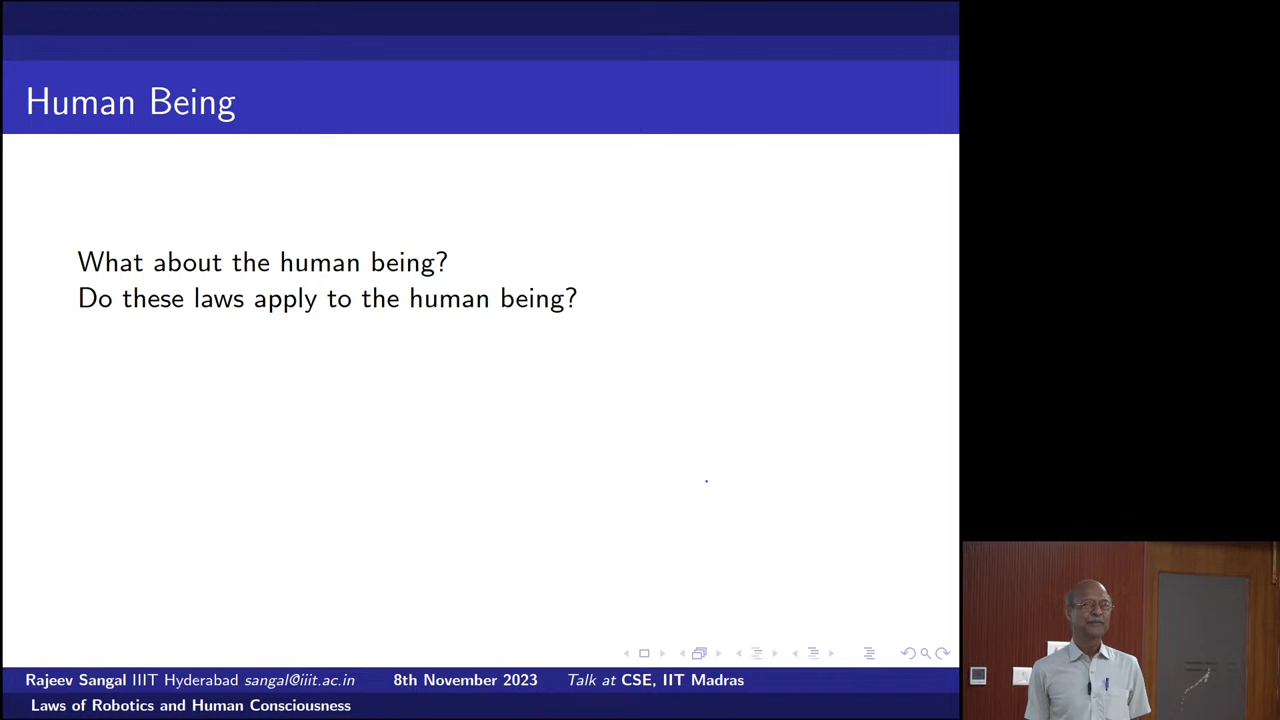 Human Being
What about the human being?
Do these laws apply to the human being?
Rajeev Sangal IIIT Hyderabad sangal@iiit.ac.in 8th November 2023 Talk at CSE, IIT Madras
Laws of Robotics and Human Consciousness